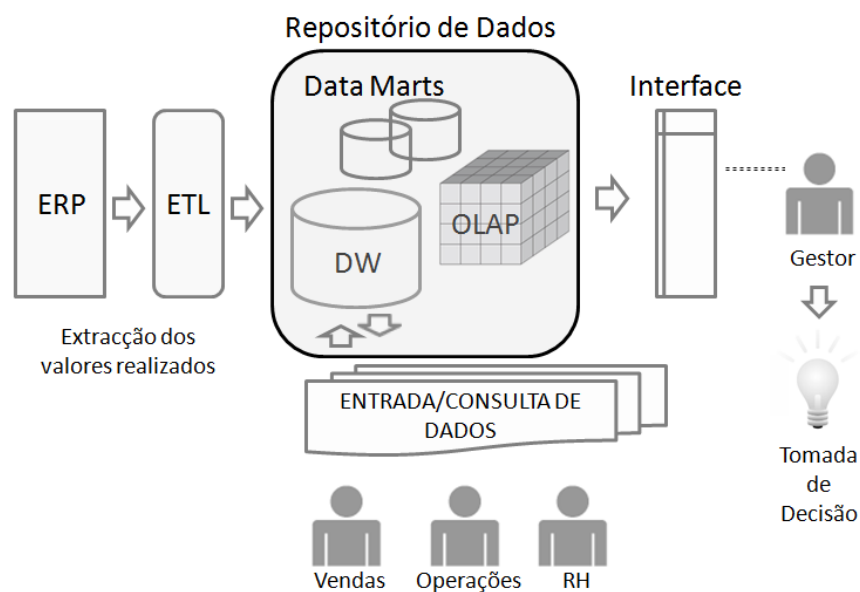 Repositório de Dados
Data Marts
Interface
ERP
ETL
OLAP
DW
Gestor
Extracção dos
valores realizados
ENTRADA/CONSULTA DE
DADOS
Tomada
de
Decisão
Vendas
Operações
RH